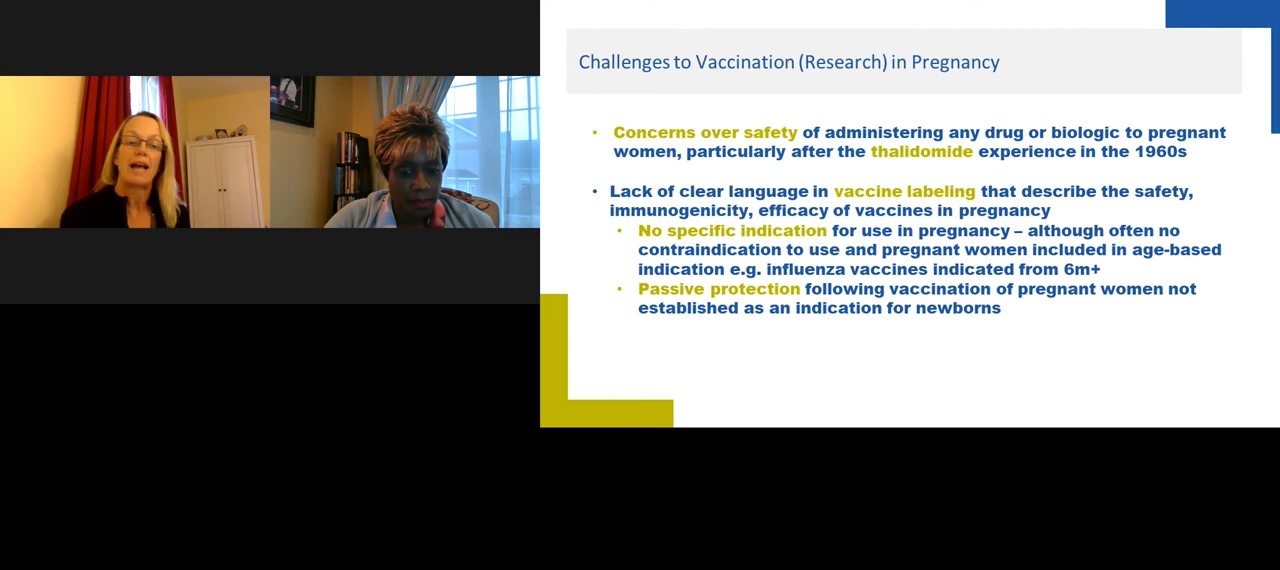 Challenges to Vaccination (Research) in Pregnancy
• Concerns over safety of administering any drug or biologic to pregnant
women, particularly after the thalidomide experience in the 1960s
• Lack of clear language in vaccine labeling that describe the safety,
immunogenicity, efficacy of vaccines in pregnancy
• No specific indication for use in pregnancy – although often no
contraindication to use and pregnant women included in age-based
indication e.g. influenza vaccines indicated from 6m+
• Passive protection following vaccination of pregnant women not
established as an indication for newborns